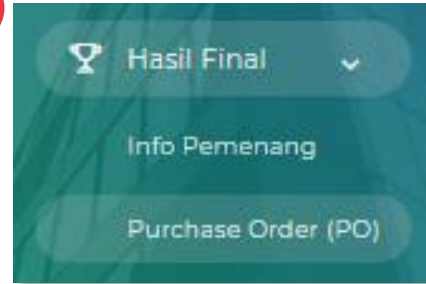 Hasil Final
Info Pemenang
Purchase Order (PO)